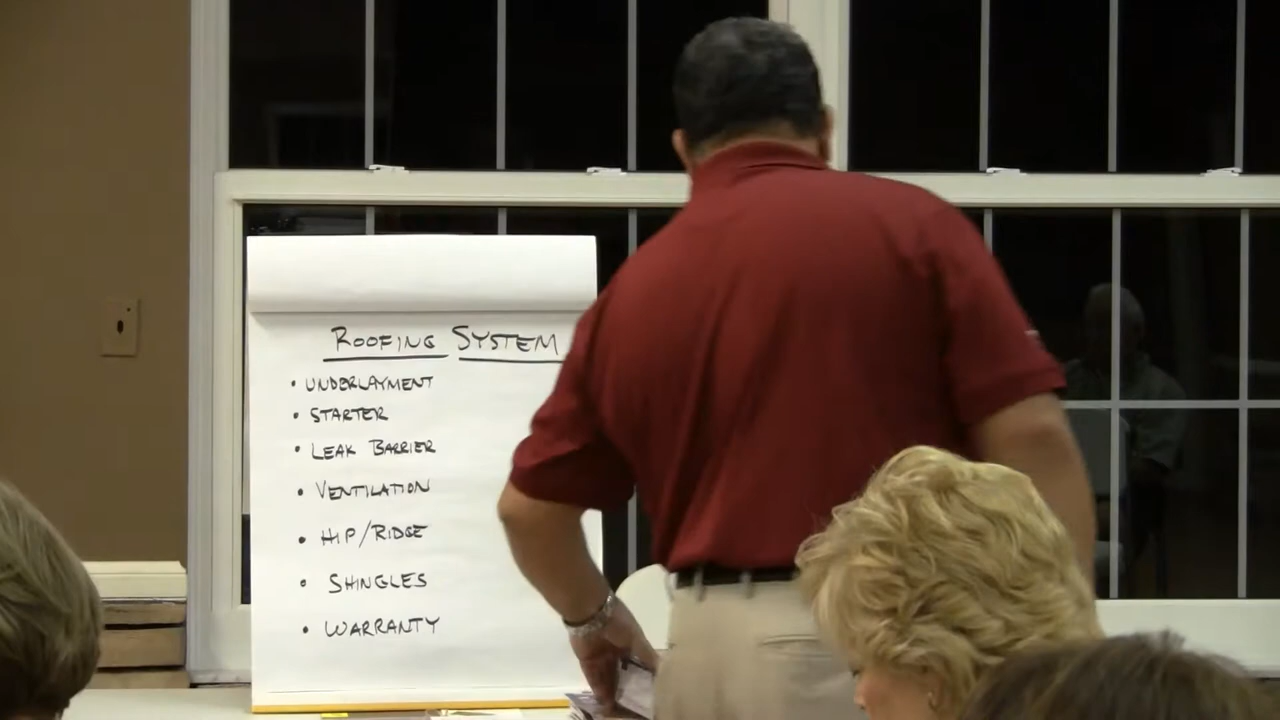 ROOFING SYSTEM
• UNDERLAYMENT
• STARTER
• LEAK BARRIER
• VENTILATION
• HIP/RIDGE
• SHINGLES
• WARRANTY